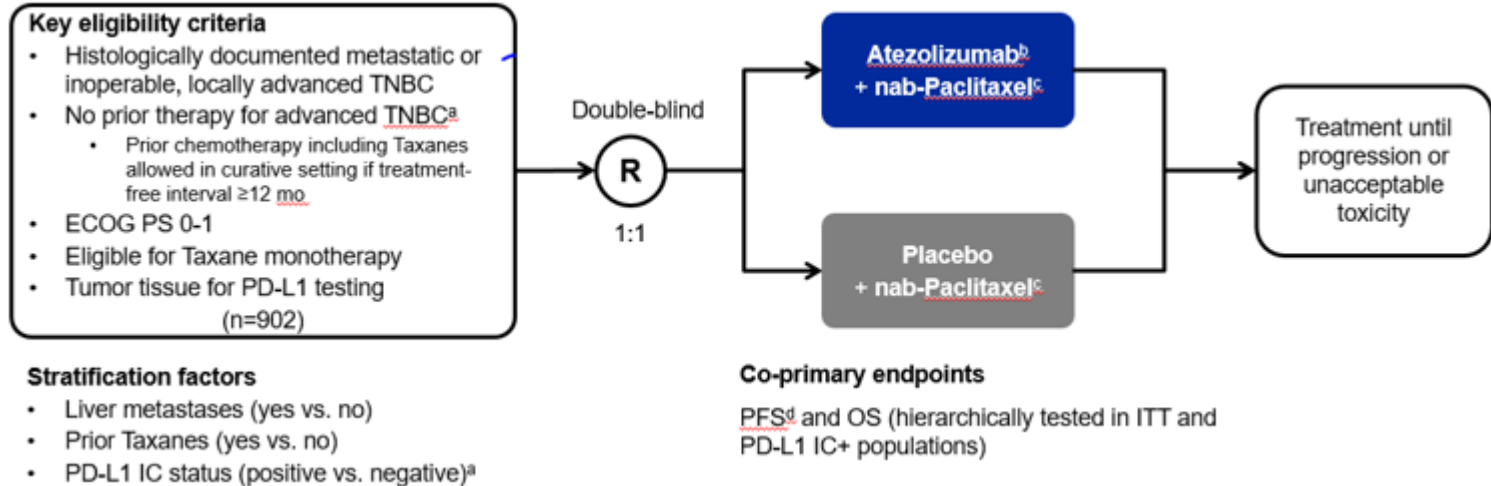 Key eligibility criteria
• Histologically documented metastatic or
inoperable, locally advanced TNBC
• No prior therapy for advanced TNBCᵃ
• Prior chemotherapy including Taxanes
allowed in curative setting if treatment-
free interval ≥12 mo
• ECOG PS 0-1
• Eligible for Taxane monotherapy
• Tumor tissue for PD-L1 testing
(n=902)
Double-blind
R
1:1
Atezolizumabᵇ
+ nab-Paclitaxelᶜ
Placebo
+ nab-Paclitaxelᶜ
Treatment until
progression or
unacceptable
toxicity
Stratification factors
• Liver metastases (yes vs. no)
• Prior Taxanes (yes vs. no)
• PD-L1 IC status (positive vs. negative)ᵃ
Co-primary endpoints
PFSᵈ and OS (hierarchically tested in ITT and
PD-L1 IC+ populations)